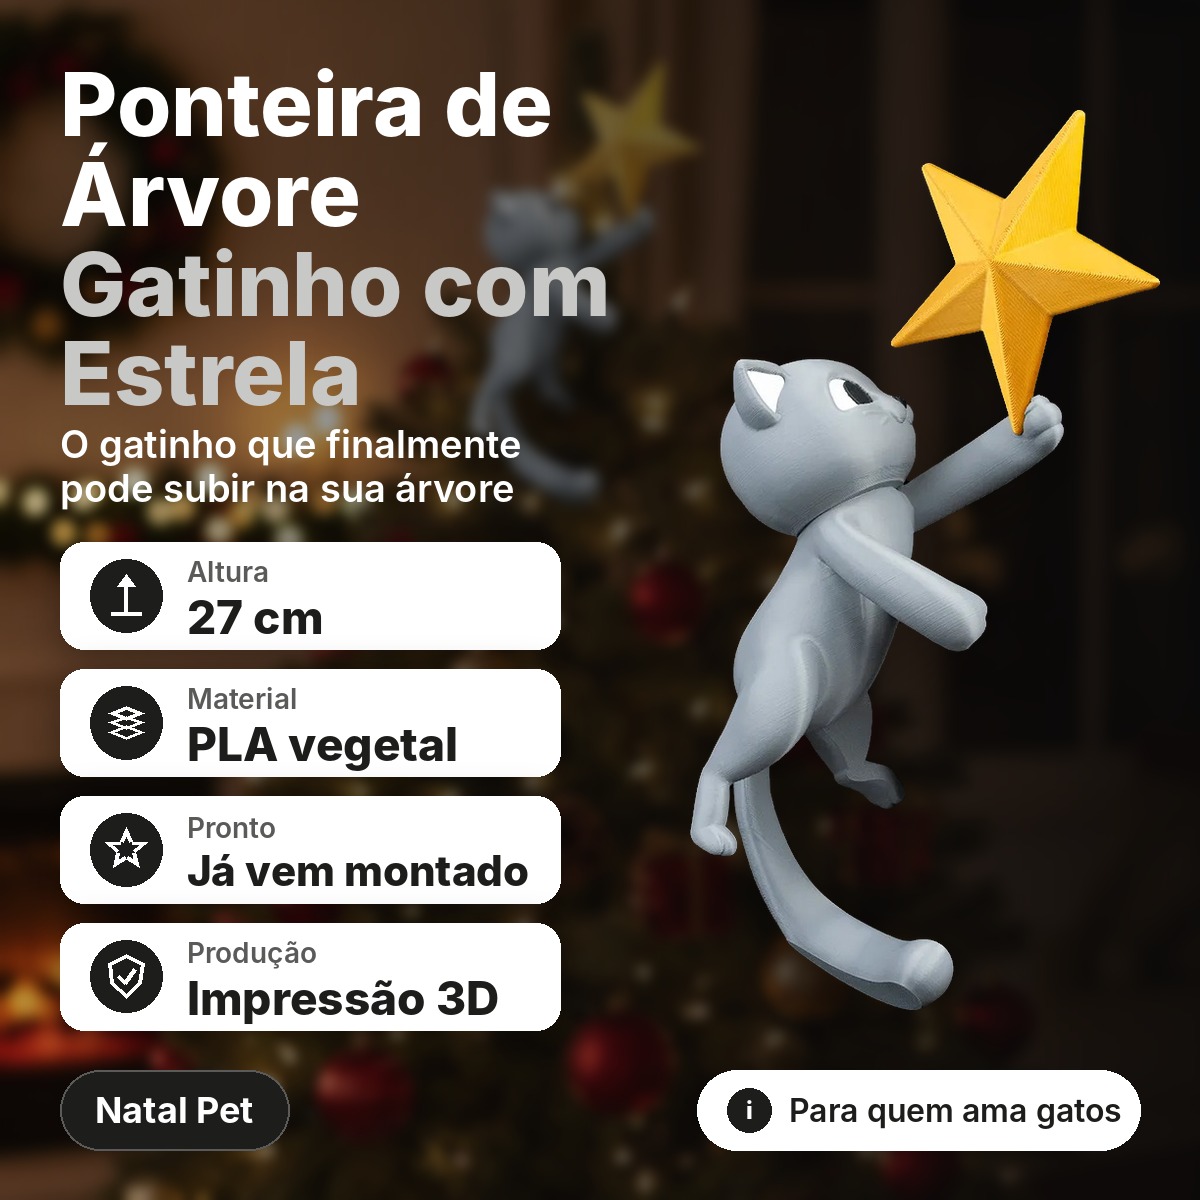 Ponteira de
Árvore
Gatinho com
Estrela
O gatinho que finalmente
pode subir na sua árvore
Altura
27 cm
Material
PLA vegetal
Pronto
Já vem montado
Produção
Impressão 3D
Natal Pet
i Para quem ama gatos